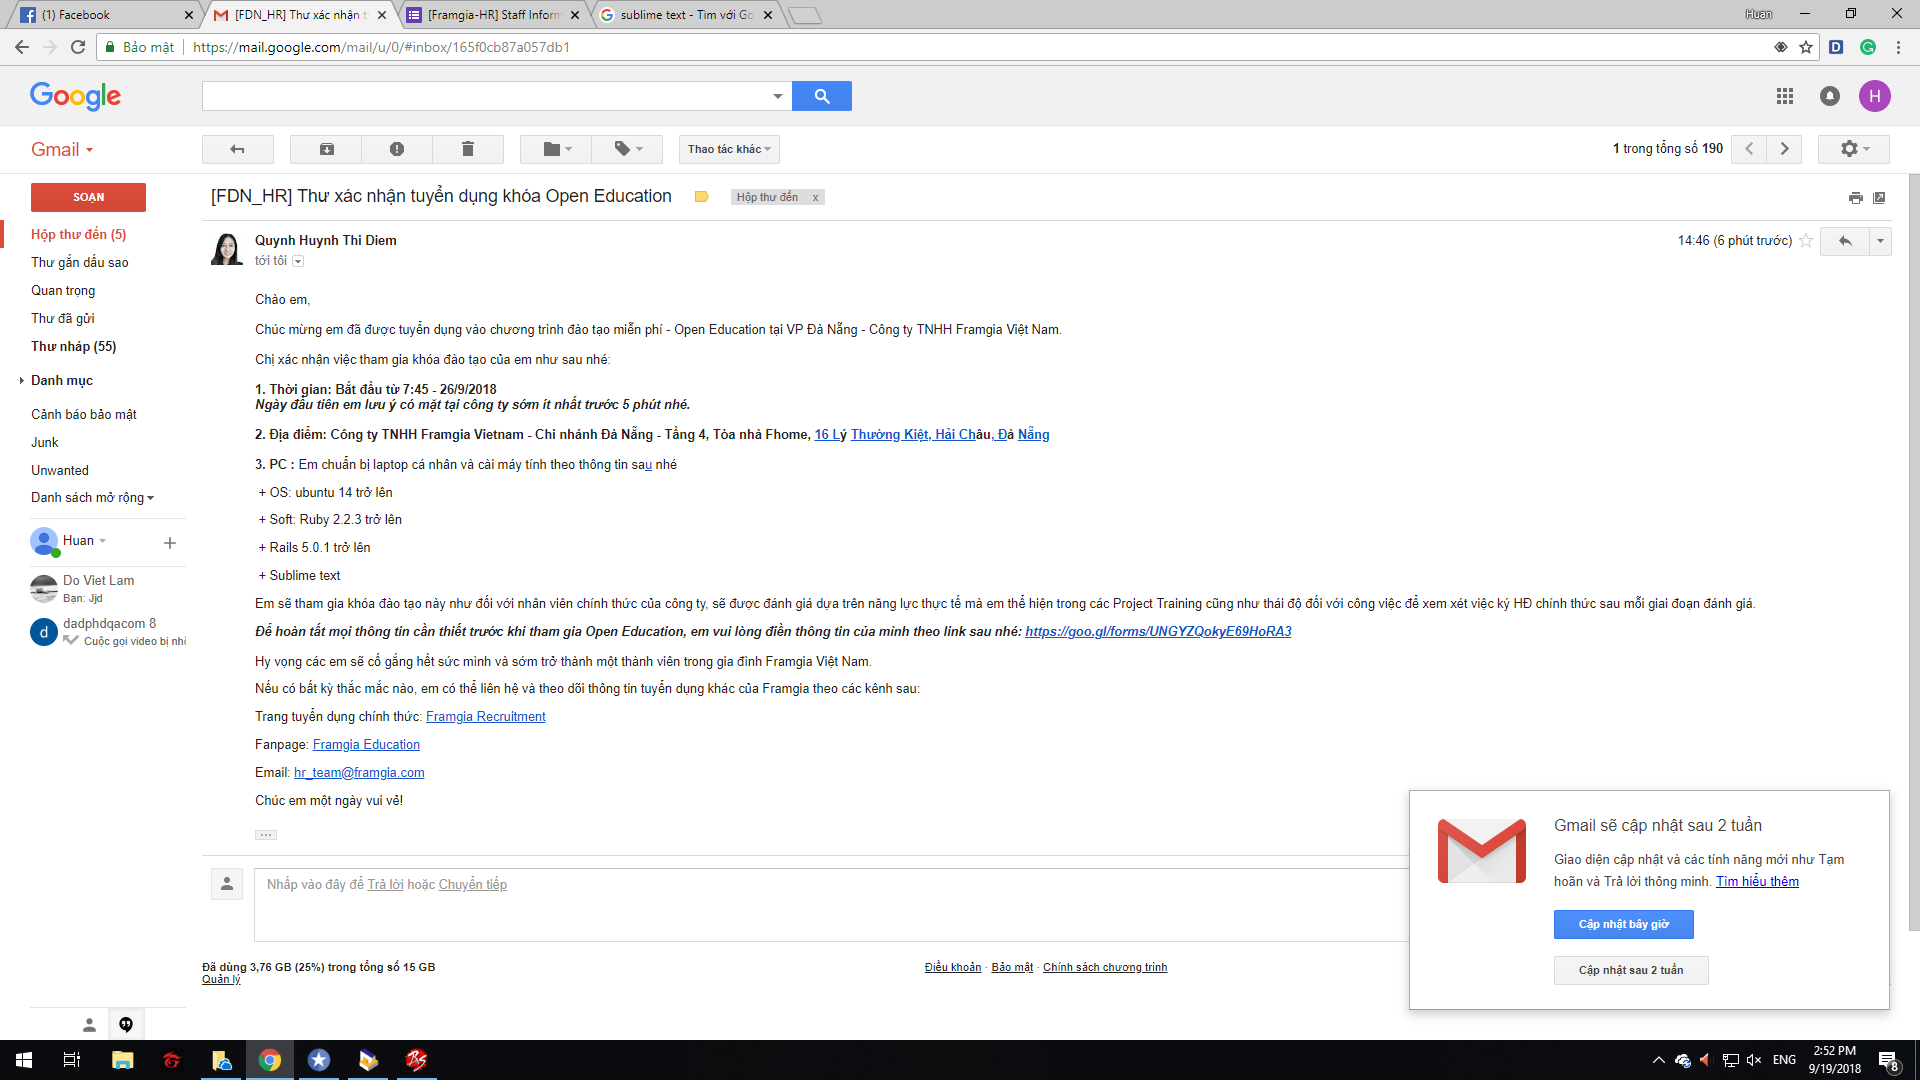 (1) Facebook
[FDN_HR] Thư xác nhận t
[Framgia-HR] Staff Inform
sublime text - Tìm với Go
Huan
Bảo mật
https://mail.google.com/mail/u/0/#inbox/165f0cb87a057db1
Google
H
Gmail
Thao tác khác
1 trong tổng số 190
SOẠN
[FDN_HR] Thư xác nhận tuyển dụng khóa Open Education
Hộp thư đến x
Hộp thư đến (5)
Thư gắn dấu sao
Quan trọng
Thư đã gửi
Thư nháp (55)
Danh mục
Cảnh báo bảo mật
Junk
Unwanted
Danh sách mở rộng
Huan
Do Viet Lam
Bạn: Jjd
d
dadphdqacom 8
Cuộc gọi video bị nhỡ
Quynh Huynh Thi Diem
tới tôi
14:46 (6 phút trước)
Chào em,
Chúc mừng em đã được tuyển dụng vào chương trình đào tạo miễn phí - Open Education tại VP Đà Nẵng - Công ty TNHH Framgia Việt Nam.
Chị xác nhận việc tham gia khóa đào tạo của em như sau nhé:
1. Thời gian: Bắt đầu từ 7:45 - 26/9/2018
Ngày đầu tiên em lưu ý có mặt tại công ty sớm ít nhất trước 5 phút nhé.
2. Địa điểm: Công ty TNHH Framgia Vietnam - Chi nhánh Đà Nẵng - Tầng 4, Tòa nhà Fhome, 16 Lý Thường Kiệt, Hải Châu, Đà Nẵng
3. PC : Em chuẩn bị laptop cá nhân và cài máy tính theo thông tin sau nhé
+ OS: ubuntu 14 trở lên
+ Soft: Ruby 2.2.3 trở lên
+ Rails 5.0.1 trở lên
+ Sublime text
Em sẽ tham gia khóa đào tạo này như đối với nhân viên chính thức của công ty, sẽ được đánh giá dựa trên năng lực thực tế mà em thể hiện trong các Project Training cũng như thái độ đối với công việc để xem xét việc ký HĐ chính thức sau mỗi giai đoạn đánh giá.
Để hoàn tất mọi thông tin cần thiết trước khi tham gia Open Education, em vui lòng điền thông tin của mình theo link sau nhé: https://goo.gl/forms/UNGYZQokyE69HoRA3
Hy vọng các em sẽ cố gắng hết sức mình và sớm trở thành một thành viên trong gia đình Framgia Việt Nam.
Nếu có bất kỳ thắc mắc nào, em có thể liên hệ và theo dõi thông tin tuyển dụng khác của Framgia theo các kênh sau:
Trang tuyển dụng chính thức: Framgia Recruitment
Fanpage: Framgia Education
Email: hr_team@framgia.com
Chúc em một ngày vui vẻ!
Nhấp vào đây để Trả lời hoặc Chuyển tiếp
Đã dùng 3,76 GB (25%) trong tổng số 15 GB
Quản lý
Điều khoản · Bảo mật · Chính sách chương trình
Gmail sẽ cập nhật sau 2 tuần
Giao diện cập nhật và các tính năng mới như Tạm
hoãn và Trả lời thông minh. Tìm hiểu thêm
Cập nhật bây giờ
Cập nhật sau 2 tuần
ENG
2:52 PM
9/19/2018
8